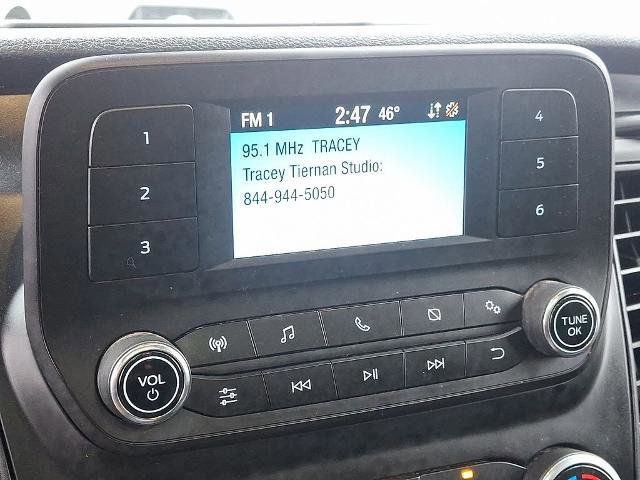 FM 1 2:47 46°
95.1 MHz TRACEY
Tracey Tiernan Studio:
844-944-5050
1
2
3
4
5
6
VOL
TUNE
OK